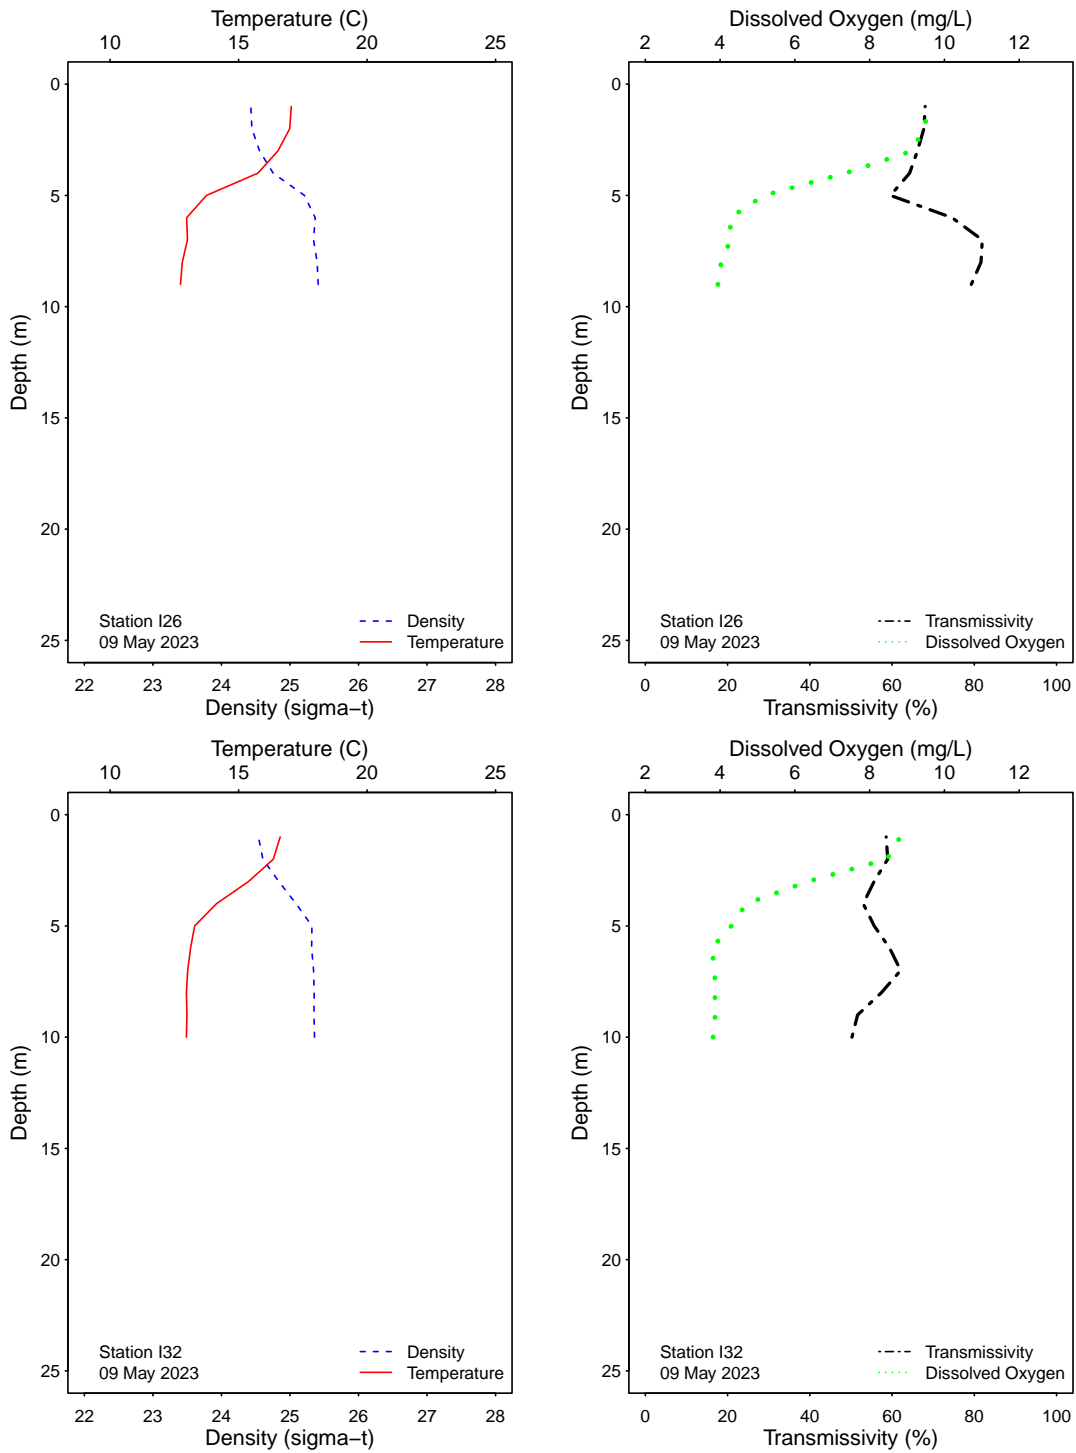 Temperature (C)
10 15 20 25
0
5
10
15
20
25
Depth (m)
Station I26
09 May 2023
Density
Temperature
22 23 24 25 26 27 28
Density (sigma−t)
Dissolved Oxygen (mg/L)
2 4 6 8 10 12
0
5
10
15
20
25
Depth (m)
Station I26
09 May 2023
Transmissivity
Dissolved Oxygen
0 20 40 60 80 100
Transmissivity (%)
Temperature (C)
10 15 20 25
0
5
10
15
20
25
Depth (m)
Station I32
09 May 2023
Density
Temperature
22 23 24 25 26 27 28
Density (sigma−t)
Dissolved Oxygen (mg/L)
2 4 6 8 10 12
0
5
10
15
20
25
Depth (m)
Station I32
09 May 2023
Transmissivity
Dissolved Oxygen
0 20 40 60 80 100
Transmissivity (%)